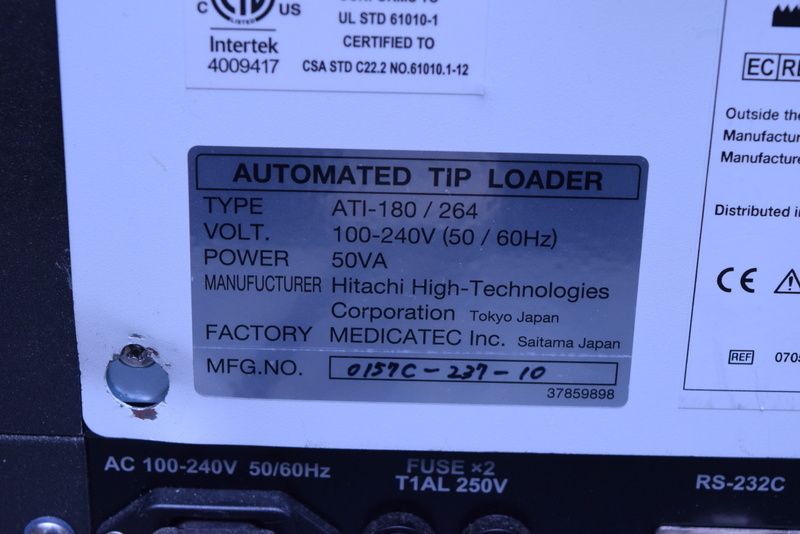 C US
UL STD 61010-1
LISTED
Intertek
4009417
CERTIFIED TO
CSA STD C22.2 NO.61010.1-12
EC RE
Outside the
Manufactur
Manufacture
Distributed i
CE
REF 070
AUTOMATED TIP LOADER
TYPE ATI-180 / 264
VOLT. 100-240V (50 / 60Hz)
POWER 50VA
MANUFUCTURER Hitachi High-Technologies
Corporation Tokyo Japan
FACTORY MEDICATEC Inc. Saitama Japan
MFG.NO. 0157C-237-10
37859898
AC 100-240V 50/60Hz
FUSE ×2
T1AL 250V
RS-232C